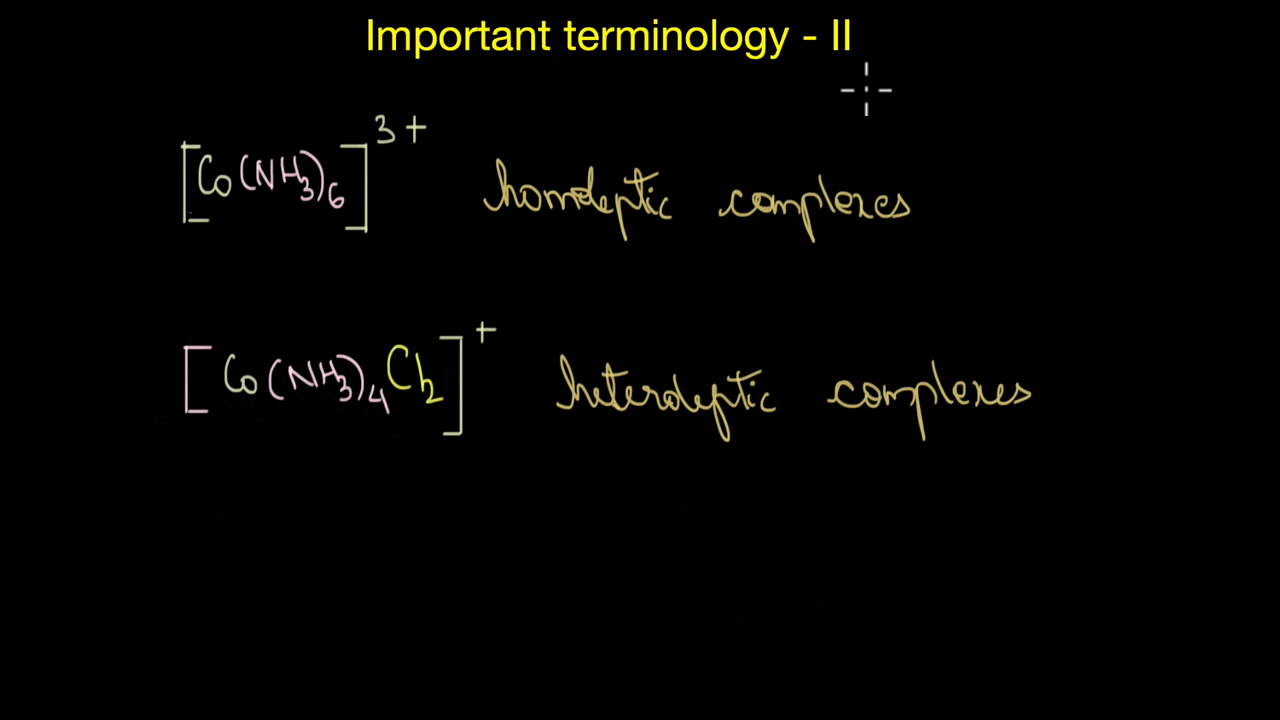 Important terminology - II
[Co(NH3)6]3+ homoleptic complexes
[Co(NH3)4Cl2]+ heteroleptic complexes